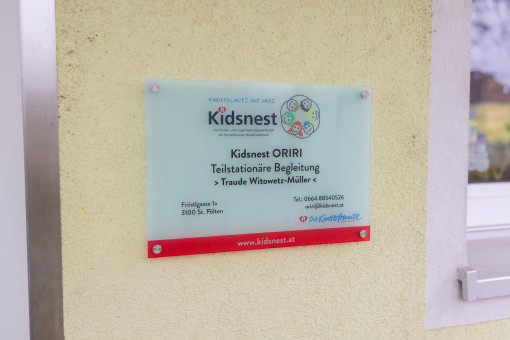 KINDERSCHUTZ MIT HERZ
Kidsnest
Kidsnest ORIRI
Teilstationäre Begleitung
> Traude Witowetz-Müller <
Fröstlgasse 1a
3100 St. Pölten
Tel.: 0664 88540526
oriri@kidsnest.at
Die Kinderfreunde
www.kidsnest.at